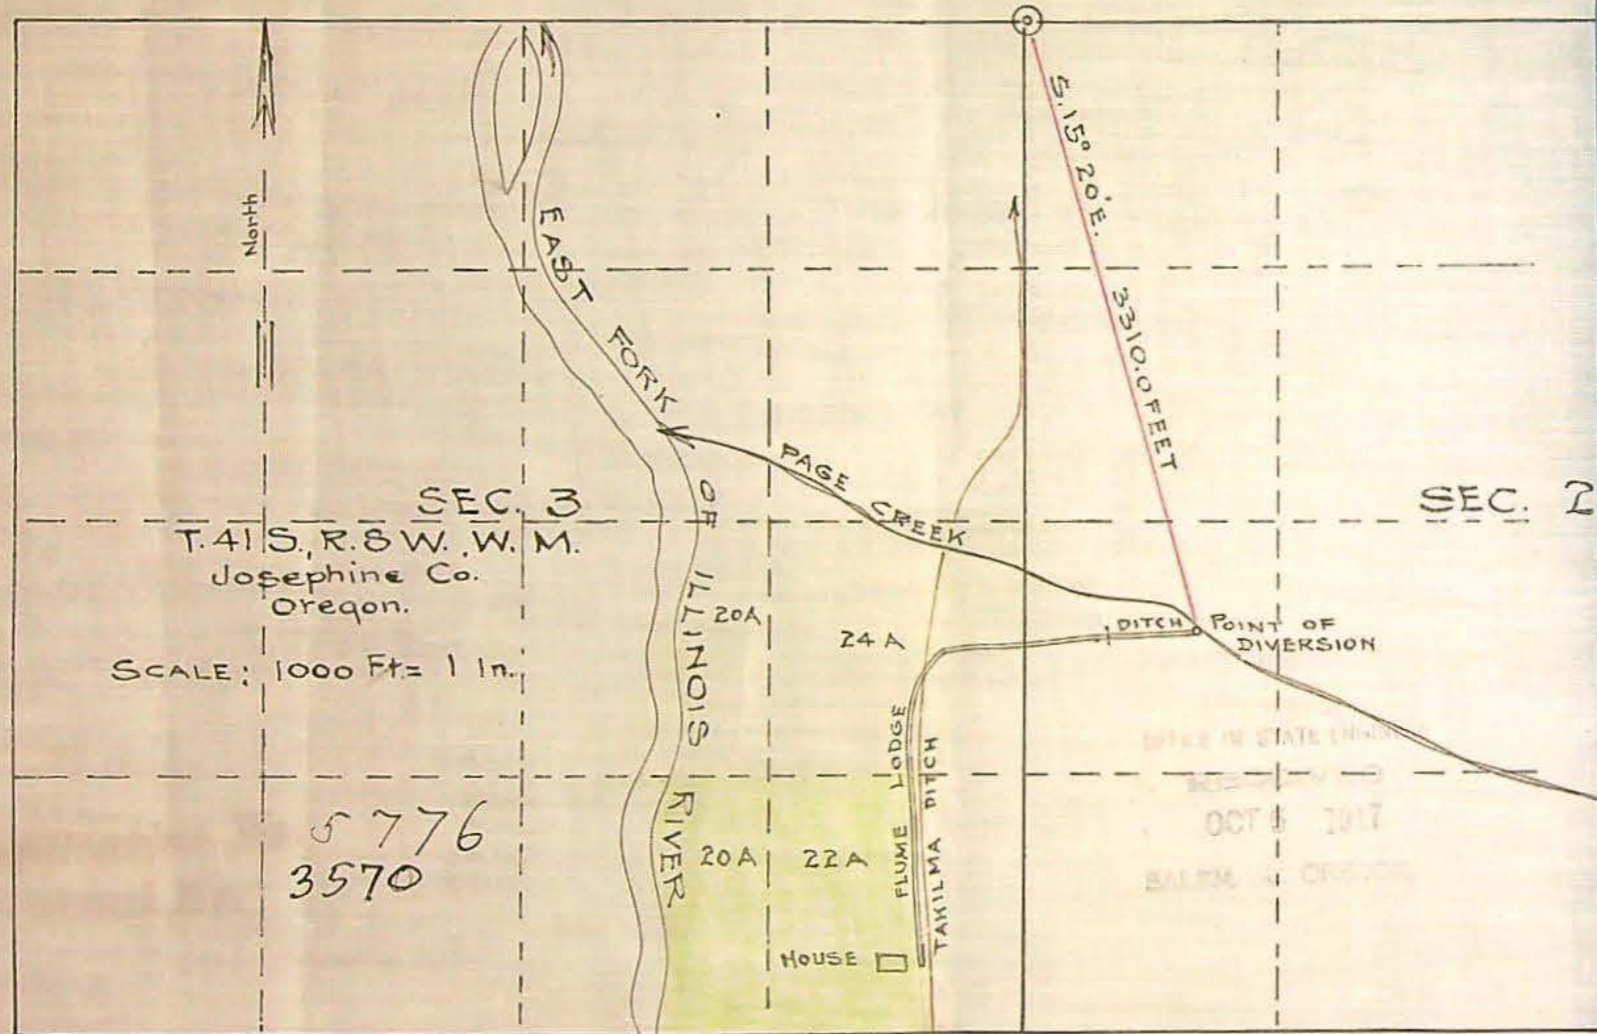 North
S. 15° 20' E. 3310.0 FEET
EAST FORK OF ILLINOIS RIVER
PAGE CREEK
SEC. 3
SEC. 2
T. 41 S., R. 8 W., W. M.
Josephine Co.
Oregon.
SCALE: 1000 Ft = 1 In.
20A
24 A
DITCH
POINT OF
DIVERSION
FLUME LODGE
TAKILMA DITCH
5776
3570
20A
22A
HOUSE
OCT 5 1917